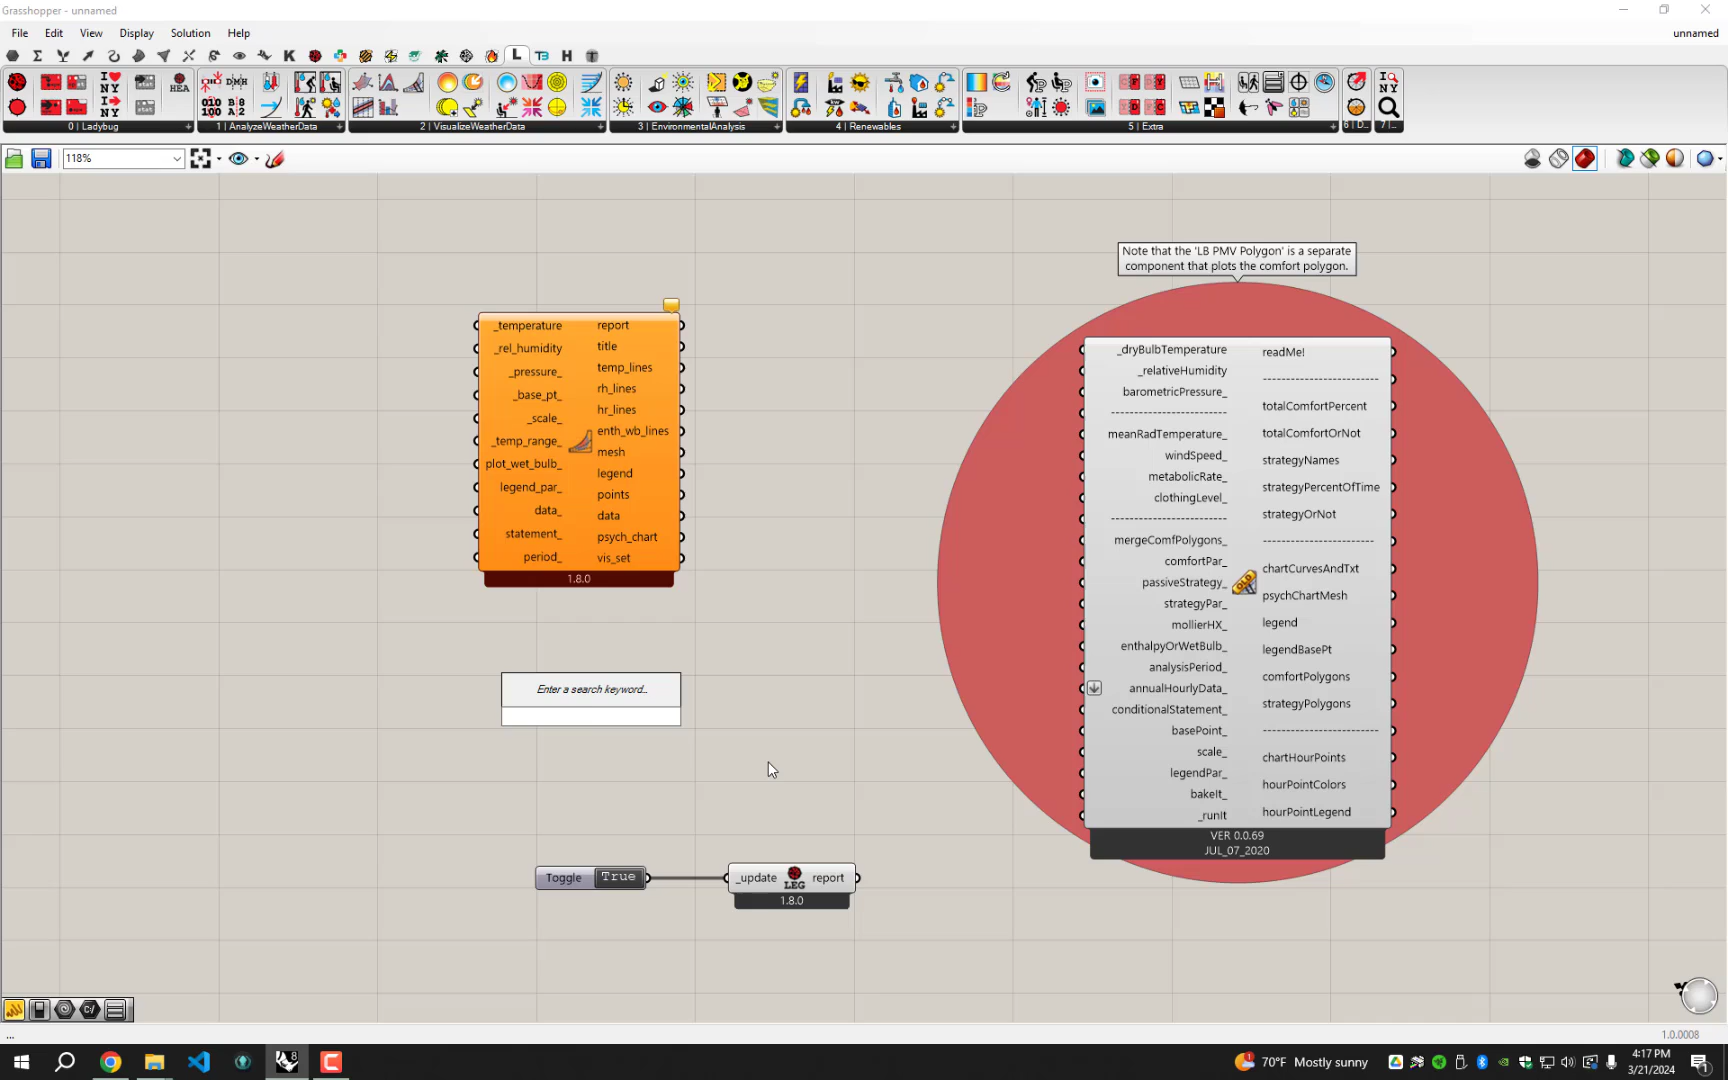 Grasshopper - unnamed
File Edit View Display Solution Help
unnamed
K L T3 H
0 | Ladybug
1 | AnalyzeWeatherData
2 | VisualizeWeatherData
3 | EnvironmentalAnalysis
4 | Renewables
5 | Extra
6 | D...
7 |...
118%
Note that the 'LB PMV Polygon' is a separate
component that plots the comfort polygon.
_temperature
_rel_humidity
_pressure_
_base_pt_
_scale_
_temp_range_
plot_wet_bulb_
legend_par_
data_
statement_
period_
report
title
temp_lines
rh_lines
hr_lines
enth_wb_lines
mesh
legend
points
data
psych_chart
vis_set
1.8.0
Enter a search keyword...
Toggle True
_update LEG report
1.8.0
_dryBulbTemperature
_relativeHumidity
barometricPressure_
------------------------
meanRadTemperature_
windSpeed_
metabolicRate_
clothingLevel_
------------------------
mergeComfPolygons_
comfortPar_
passiveStrategy_
strategyPar_
mollierHX_
enthalpyOrWetBulb_
analysisPeriod_
annualHourlyData_
conditionalStatement_
basePoint_
scale_
legendPar_
bakeIt_
_runIt
readMe!
------------------------
totalComfortPercent
totalComfortOrNot
strategyNames
strategyPercentOfTime
strategyOrNot
------------------------
chartCurvesAndTxt
psychChartMesh
legend
legendBasePt
comfortPolygons
strategyPolygons
------------------------
chartHourPoints
hourPointColors
hourPointLegend
OLD
VER 0.0.69
JUL_07_2020
...
1.0.0008
70°F Mostly sunny
4:17 PM
3/21/2024